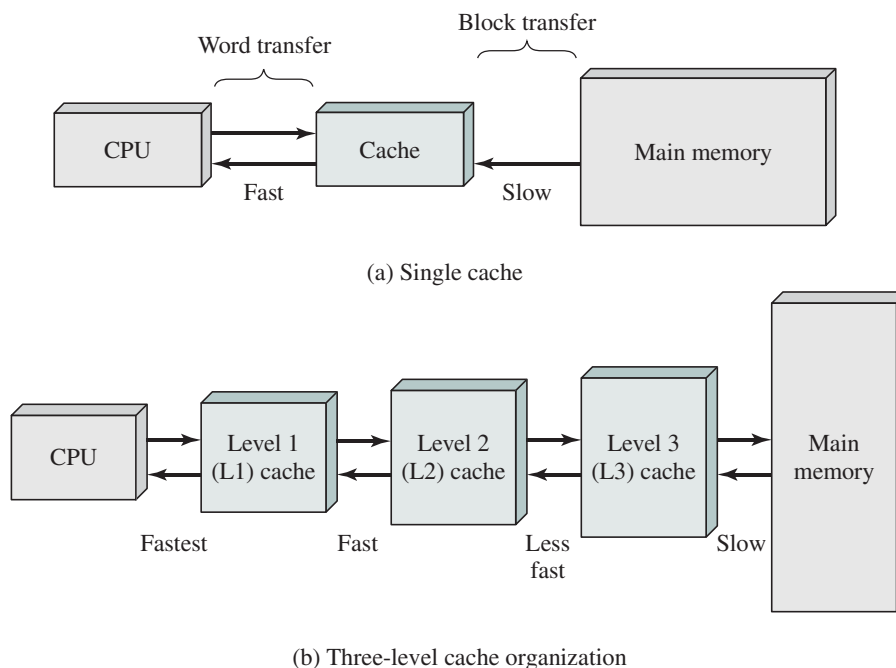 Block transfer
Word transfer
CPU
Cache
Main memory
Fast
Slow
(a) Single cache
CPU
Level 1
(L1) cache
Level 2
(L2) cache
Level 3
(L3) cache
Main
memory
Fastest
Fast
Less
fast
Slow
(b) Three-level cache organization